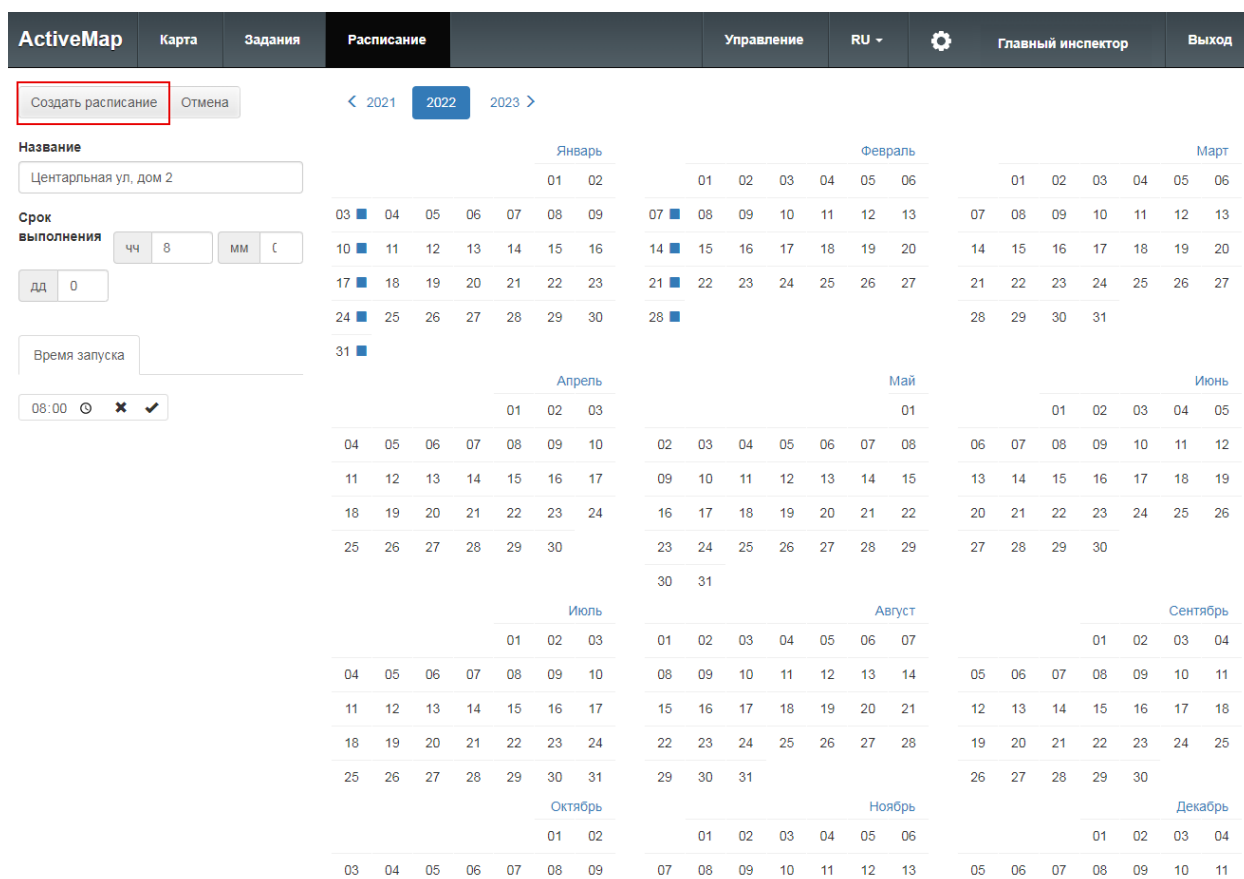 ActiveMap Карта Задания Расписание Управление RU Главный инспектор Выход
Создать расписание Отмена 2021 2022 2023
Название
Центарльная ул, дом 2
Срок выполнения
чч 8 мм
дд 0
Время запуска
08:00
Январь Февраль Март
01 02 01 02 03 04 05 06 01 02 03 04 05 06
03 04 05 06 07 08 09 07 08 09 10 11 12 13 07 08 09 10 11 12 13
10 11 12 13 14 15 16 14 15 16 17 18 19 20 14 15 16 17 18 19 20
17 18 19 20 21 22 23 21 22 23 24 25 26 27 21 22 23 24 25 26 27
24 25 26 27 28 29 30 28 28 29 30 31
31
Апрель Май Июнь
01 02 03 01 01 02 03 04 05
04 05 06 07 08 09 10 02 03 04 05 06 07 08 06 07 08 09 10 11 12
11 12 13 14 15 16 17 09 10 11 12 13 14 15 13 14 15 16 17 18 19
18 19 20 21 22 23 24 16 17 18 19 20 21 22 20 21 22 23 24 25 26
25 26 27 28 29 30 23 24 25 26 27 28 29 27 28 29 30
30 31
Июль Август Сентябрь
01 02 03 01 02 03 04 05 06 07 01 02 03 04
04 05 06 07 08 09 10 08 09 10 11 12 13 14 05 06 07 08 09 10 11
11 12 13 14 15 16 17 15 16 17 18 19 20 21 12 13 14 15 16 17 18
18 19 20 21 22 23 24 22 23 24 25 26 27 28 19 20 21 22 23 24 25
25 26 27 28 29 30 31 29 30 31 26 27 28 29 30
Октябрь Ноябрь Декабрь
01 02 01 02 03 04 05 06 01 02 03 04
03 04 05 06 07 08 09 07 08 09 10 11 12 13 05 06 07 08 09 10 11